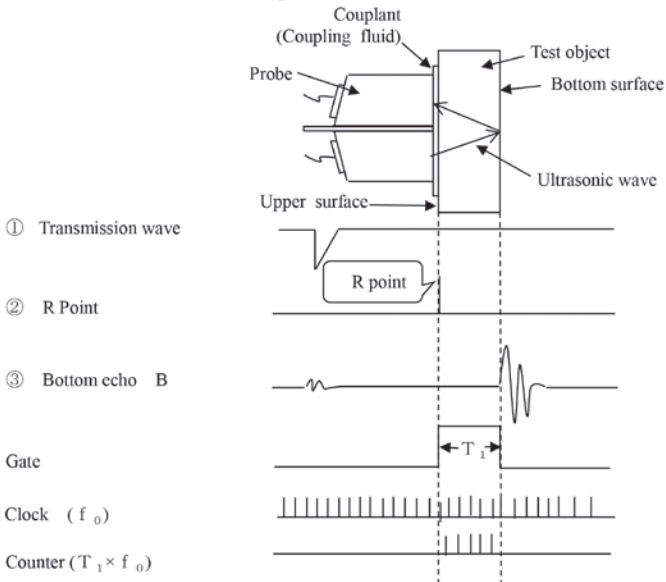 Couplant
(Coupling fluid)
Test object
Probe
Bottom surface
Ultrasonic wave
Upper surface
① Transmission wave
R point
② R Point
③ Bottom echo B
Gate
T₁
Clock (f₀)
Counter (T₁× f₀)